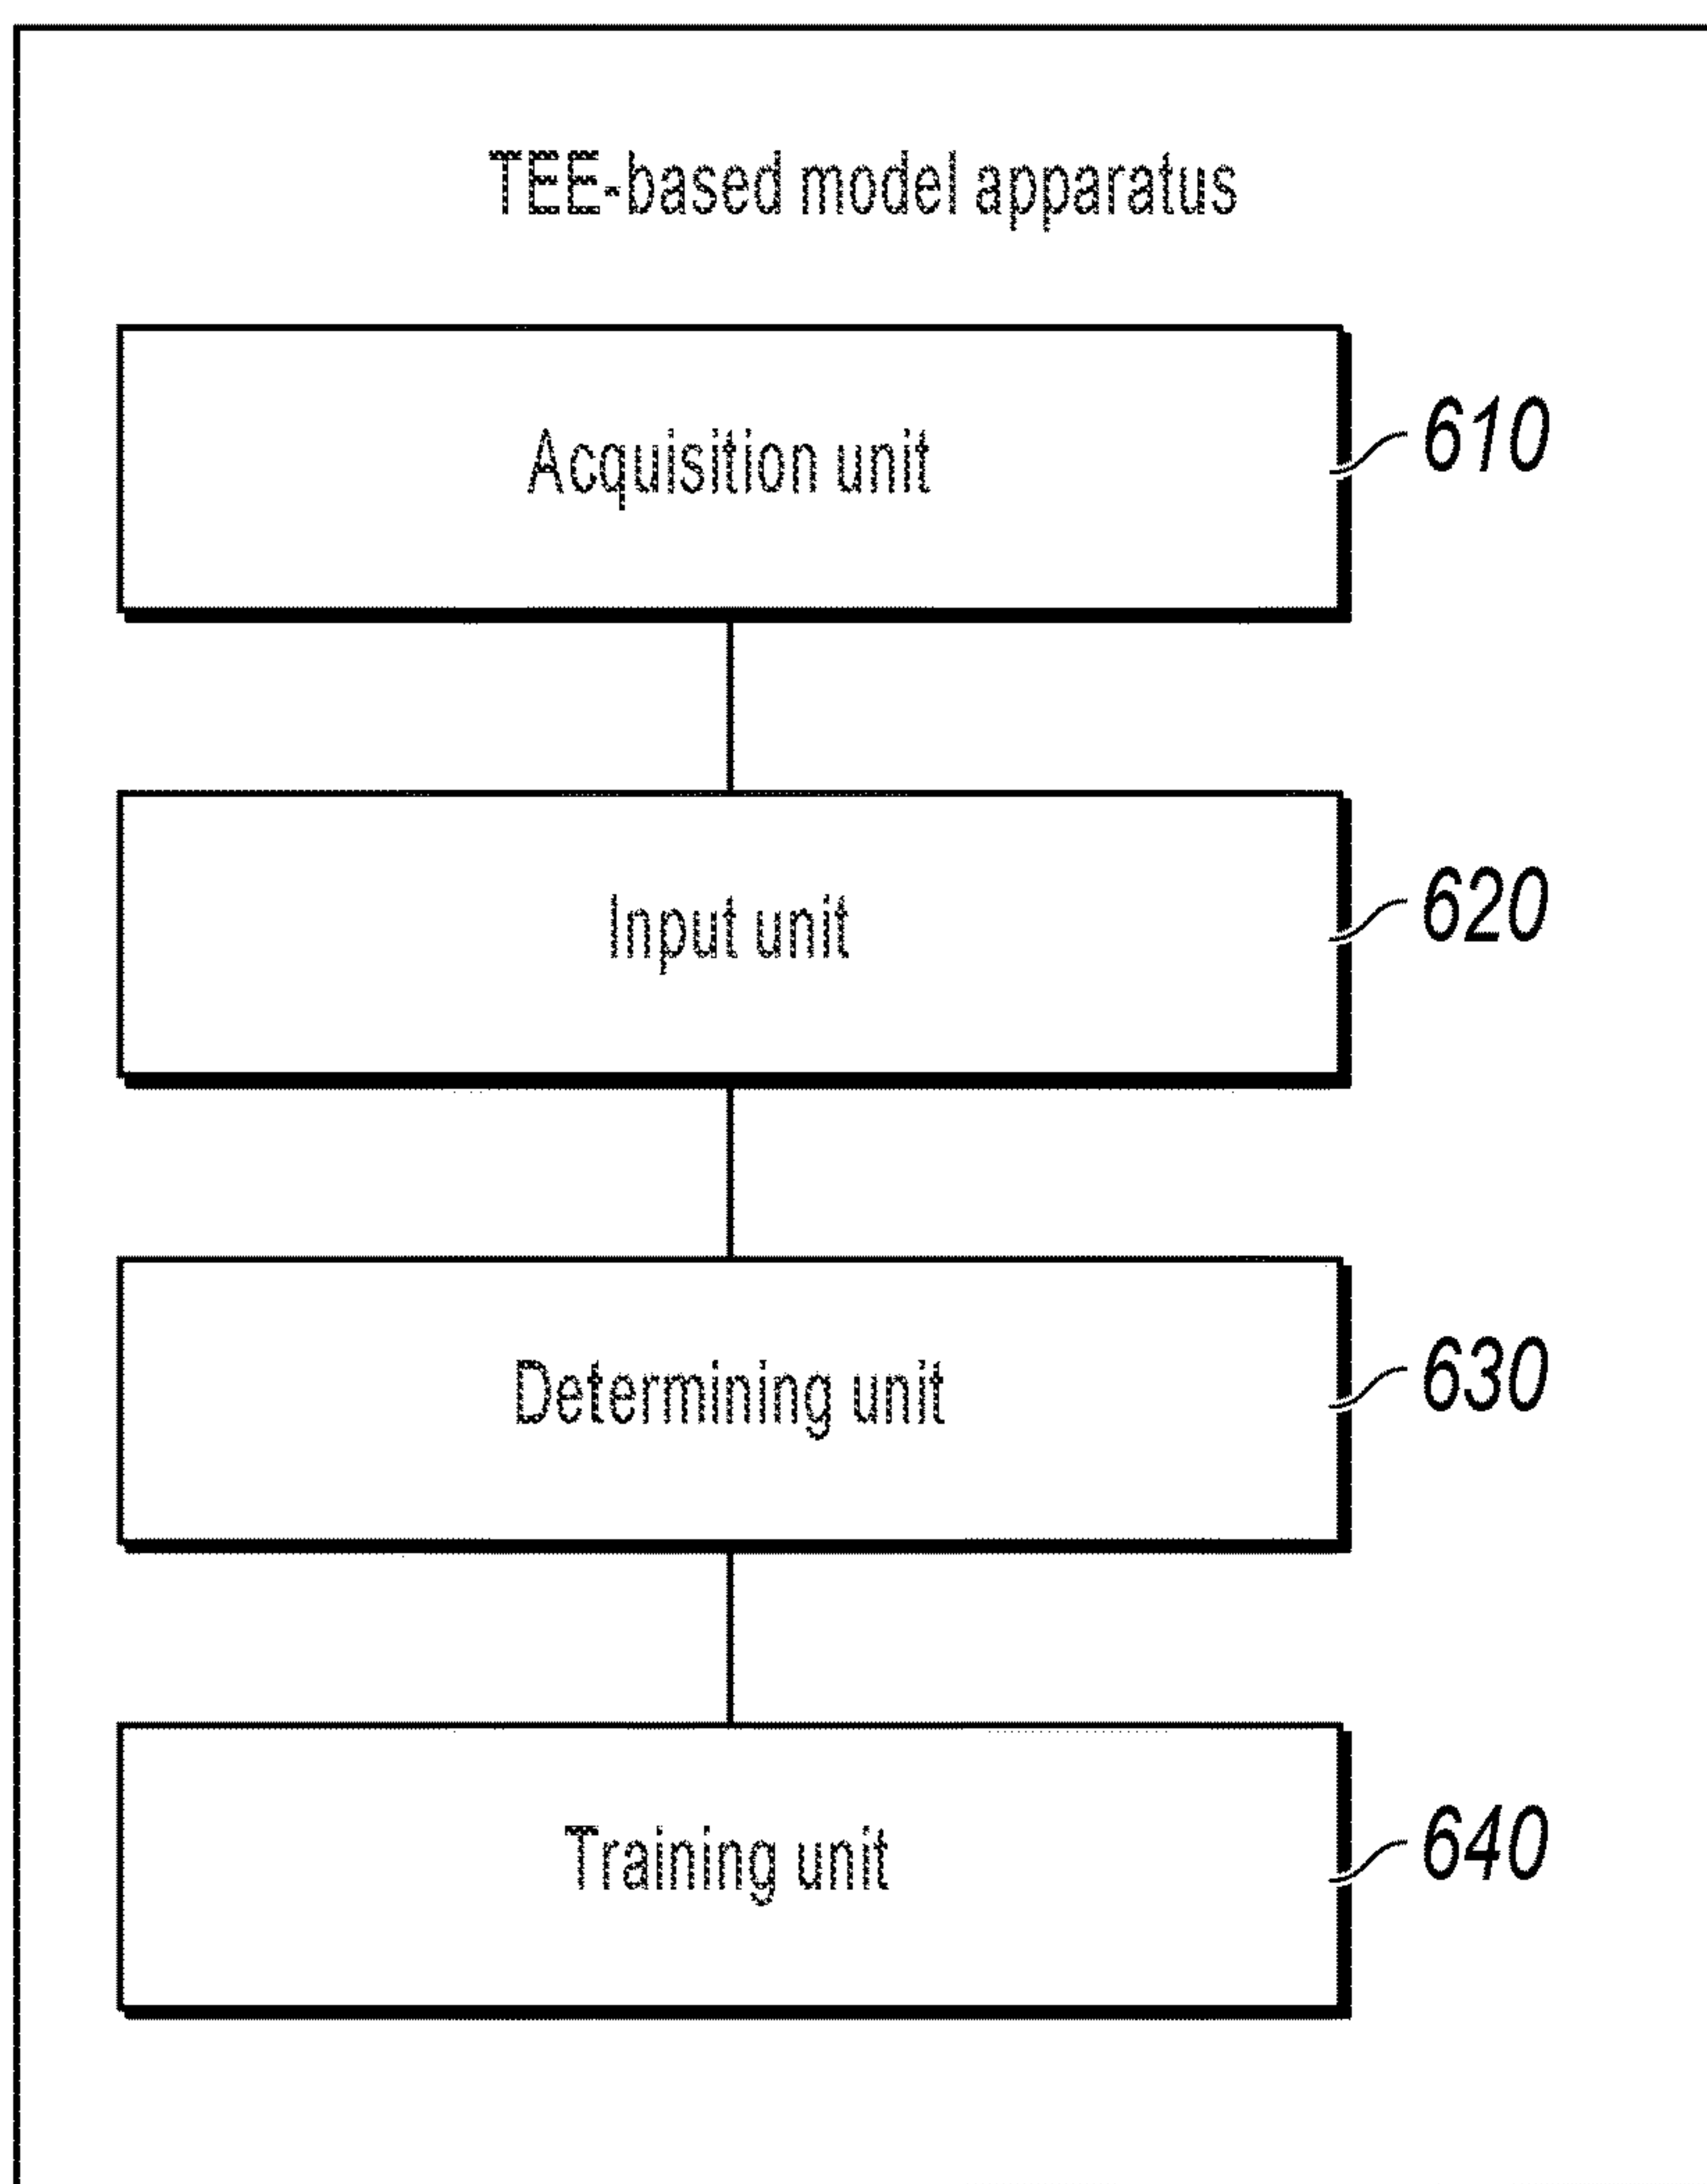 TEE-based model apparatus
Acquisition unit
610
Input unit
620
Determining unit
630
Training unit
640